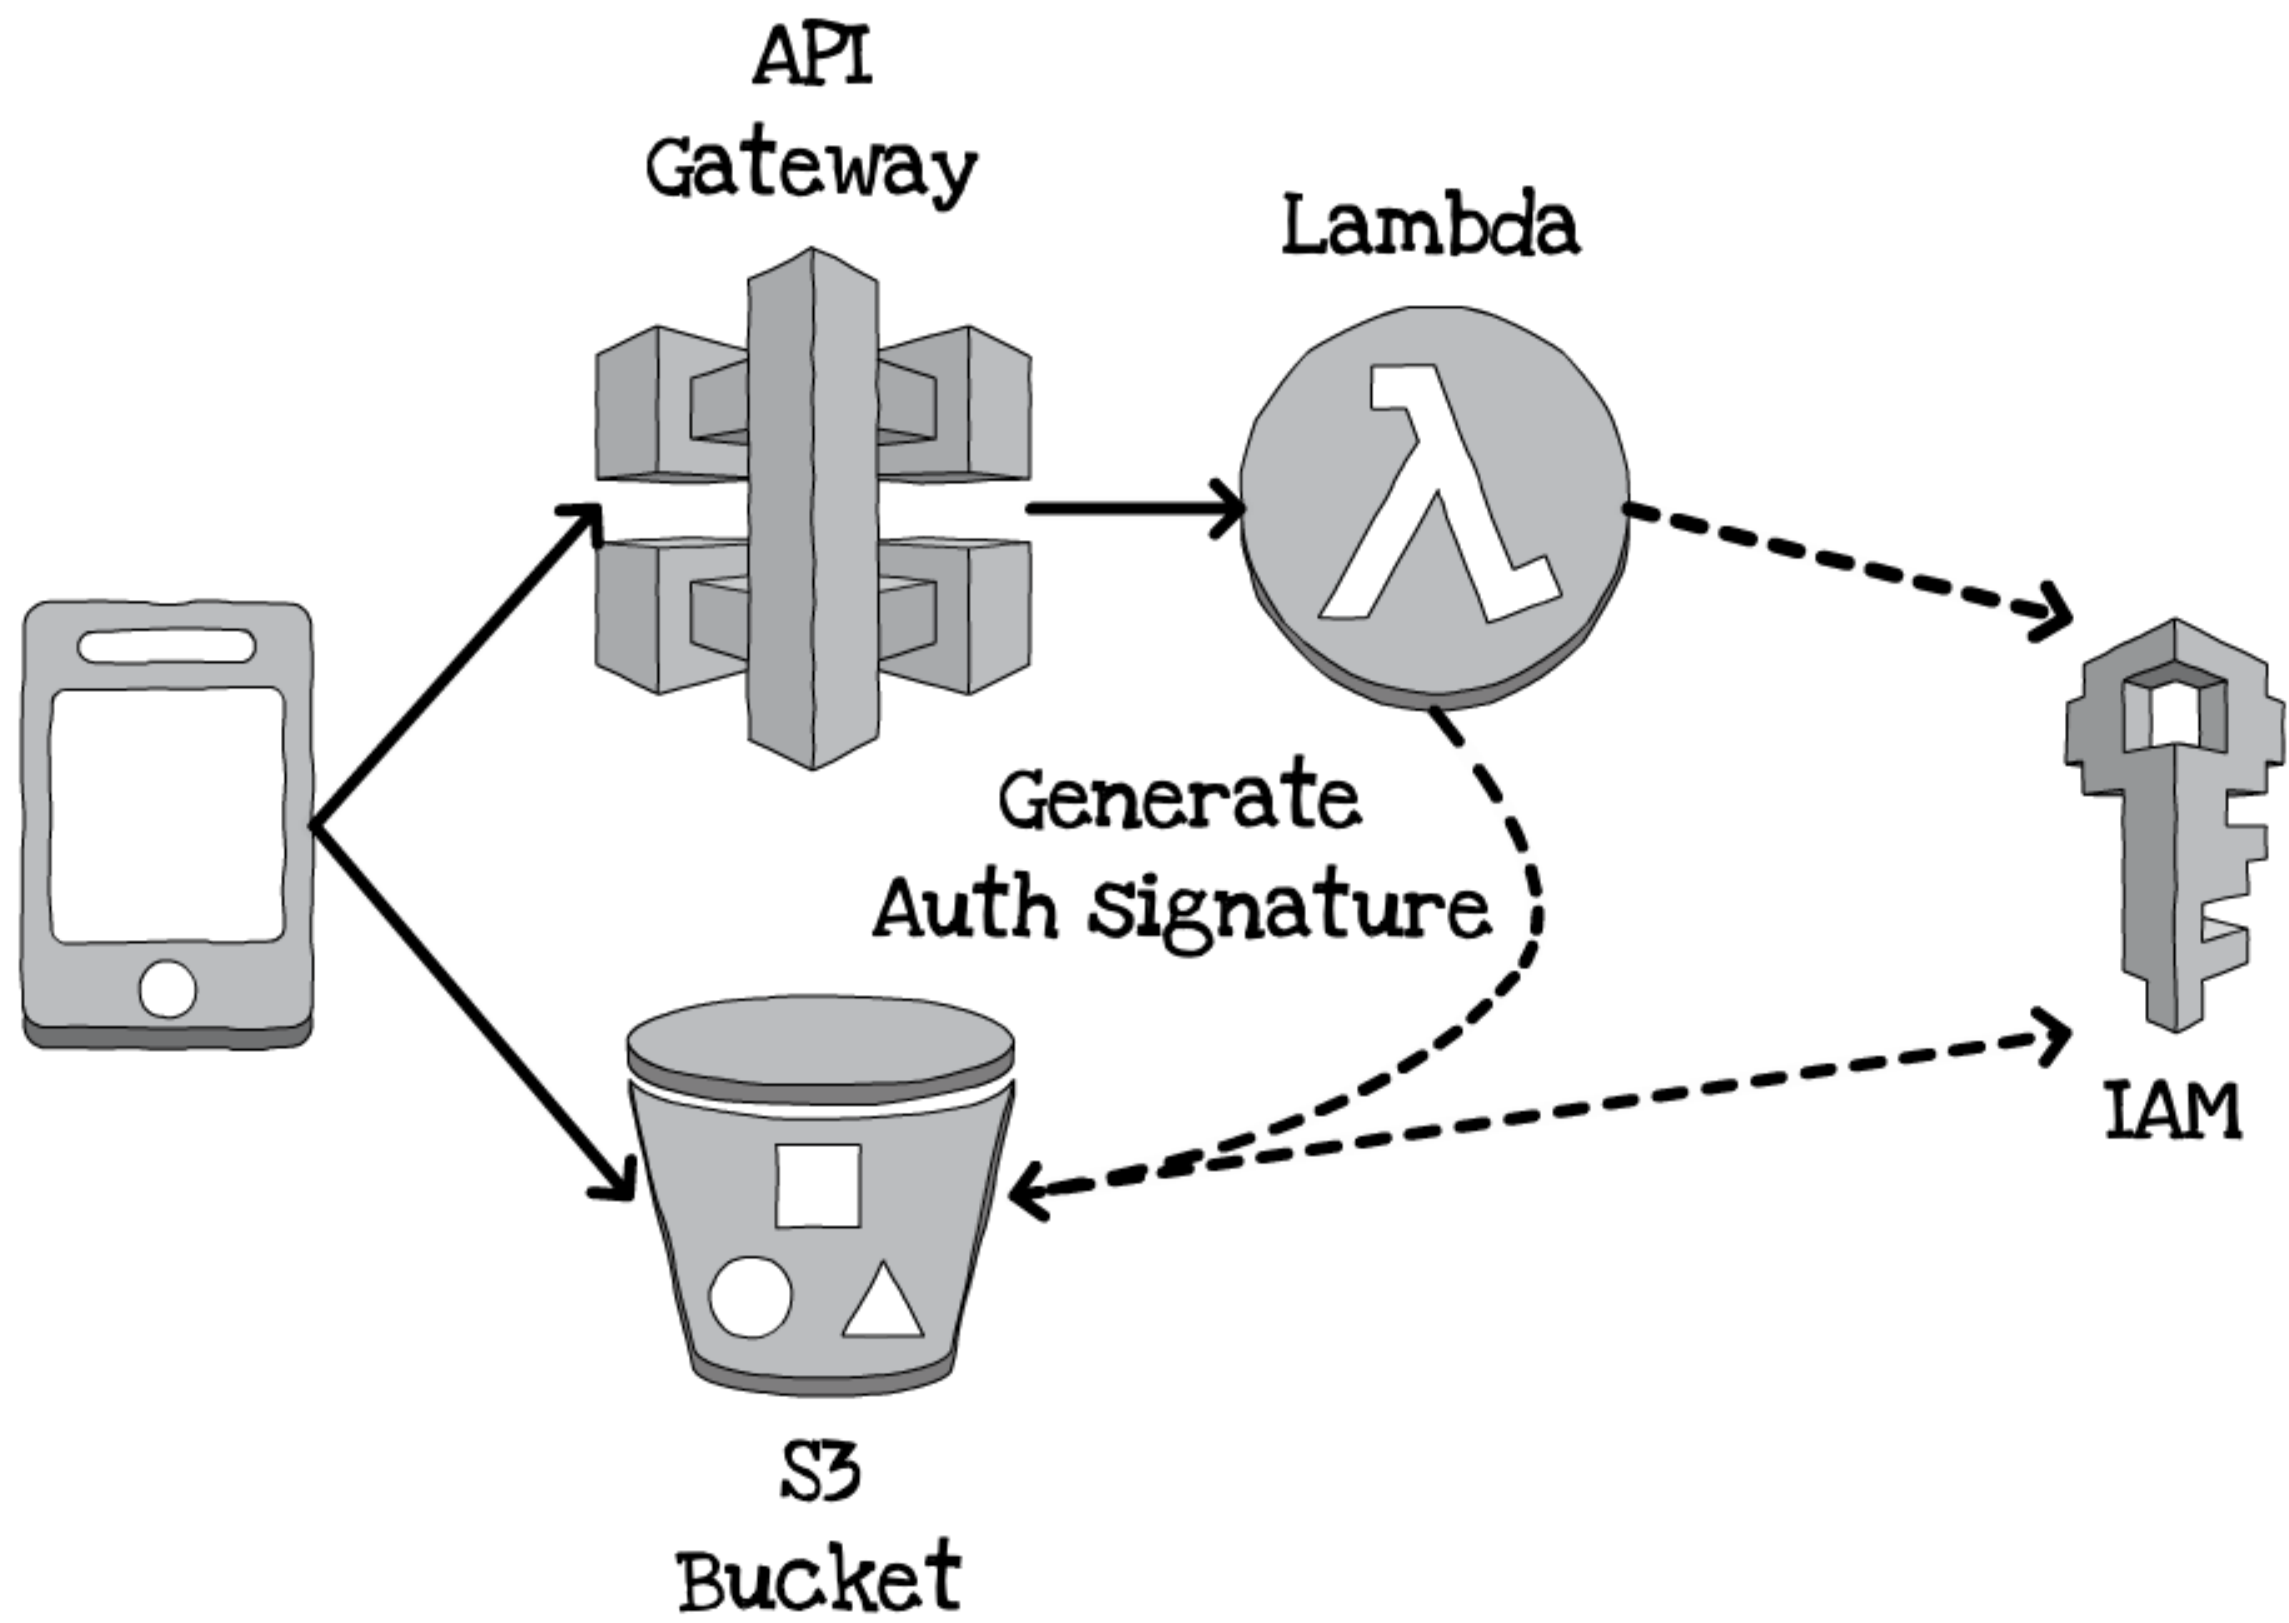 API
Gateway
Lambda
Generate
Auth Signature
IAM
S3
Bucket